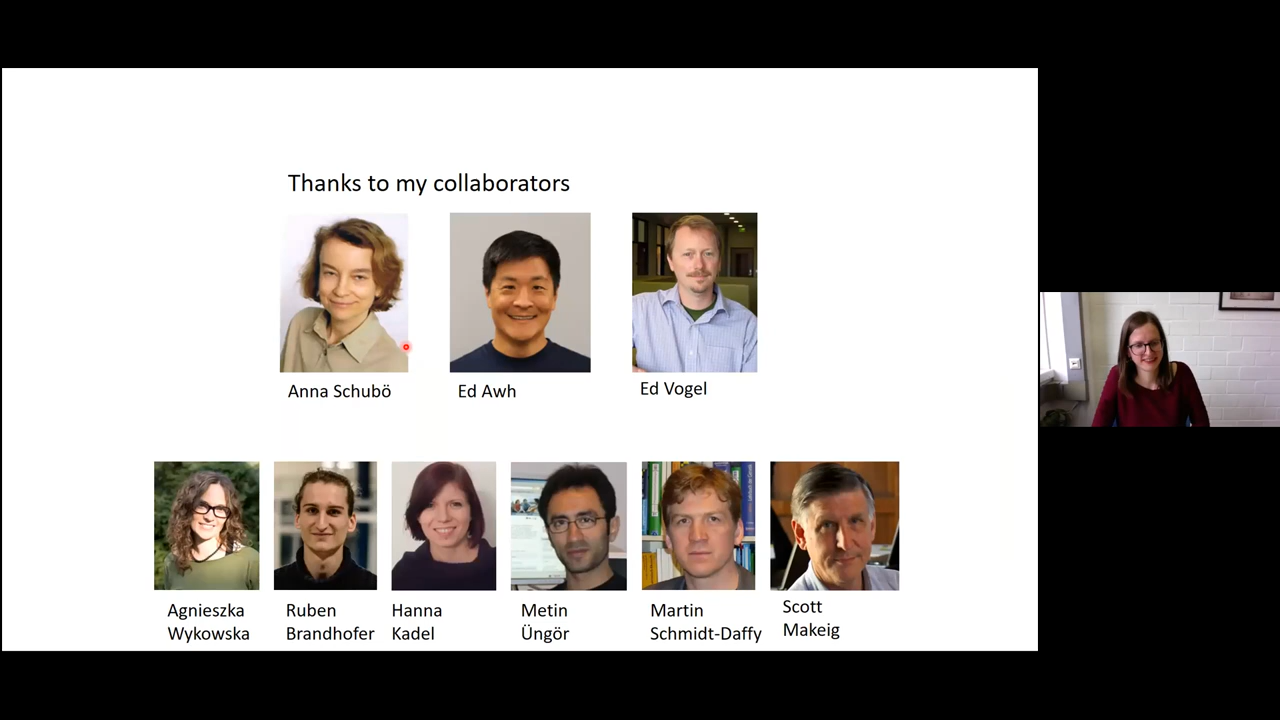 Thanks to my collaborators
Anna Schubö
Ed Awh
Ed Vogel
Agnieszka
Wykowska
Ruben
Brandhofer
Hanna
Kadel
Metin
Üngör
Martin
Schmidt-Daffy
Scott
Makeig